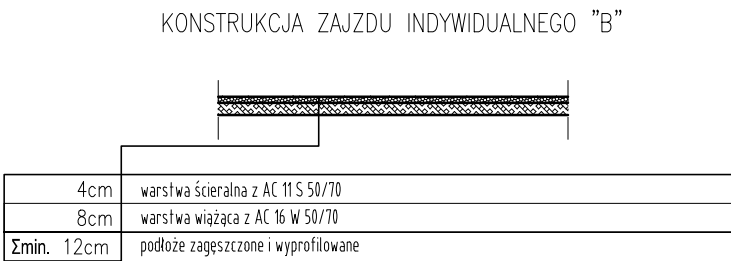 KONSTRUKCJA ZAJZDU INDYWIDUALNEGO "B"
4cm warstwa ścieralna z AC 11 S 50/70
8cm warstwa wiążąca z AC 16 W 50/70
Σmin. 12cm podłoże zagęszczone i wyprofilowane